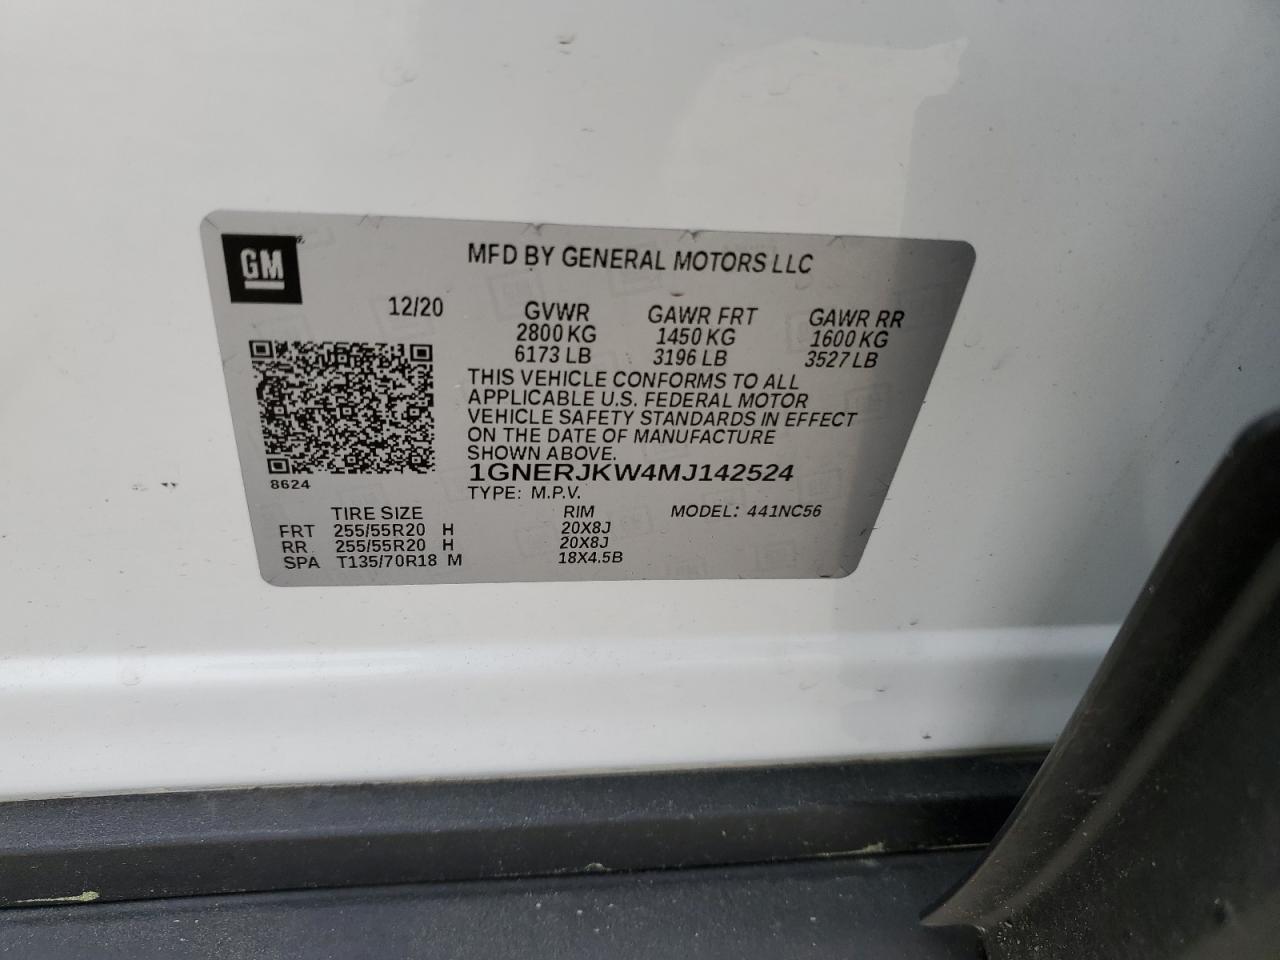 GM
MFD BY GENERAL MOTORS LLC
12/20 GVWR GAWR FRT GAWR RR
2800 KG 1450 KG 1600 KG
6173 LB 3196 LB 3527 LB
THIS VEHICLE CONFORMS TO ALL
APPLICABLE U.S. FEDERAL MOTOR
VEHICLE SAFETY STANDARDS IN EFFECT
ON THE DATE OF MANUFACTURE
SHOWN ABOVE.
8624
1GNERJKW4MJ142524
TYPE: M.P.V.
TIRE SIZE RIM MODEL: 441NC56
FRT 255/55R20 H 20X8J
RR 255/55R20 H 20X8J
SPA T135/70R18 M 18X4.5B